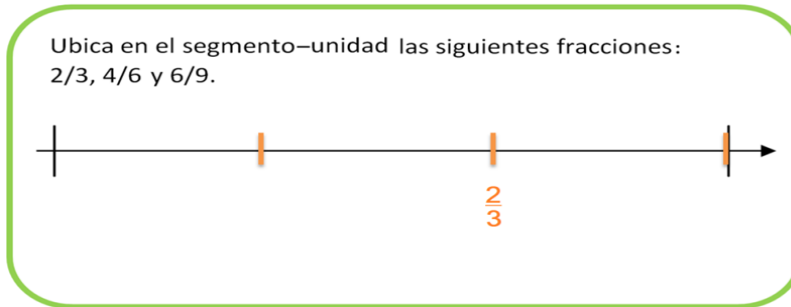 Ubica en el segmento–unidad las siguientes fracciones:
2/3, 4/6 y 6/9.
2
3